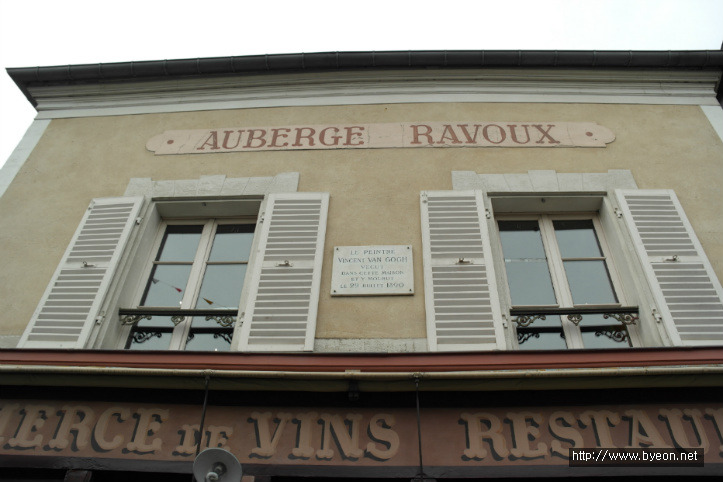 AUBERGE RAVOUX
LE PEINTRE
VINCENT VAN GOGH
VECUT
DANS CETTE MAISON
ET Y MOURUT
LE 29 JUILLET 1890
MERCE DE VINS RESTAU
http://www.byeon.net